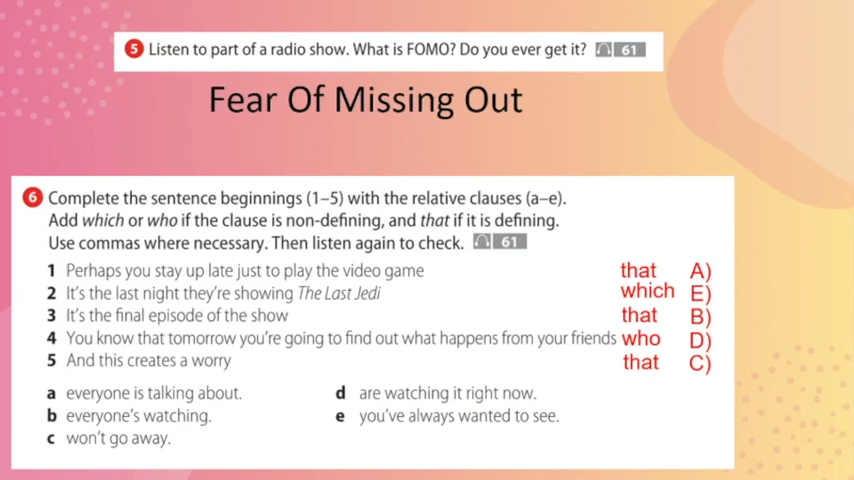 5 Listen to part of a radio show. What is FOMO? Do you ever get it? 61
Fear Of Missing Out
6 Complete the sentence beginnings (1–5) with the relative clauses (a–e).
Add which or who if the clause is non-defining, and that if it is defining.
Use commas where necessary. Then listen again to check. 61
1 Perhaps you stay up late just to play the video game that A)
2 It's the last night they're showing The Last Jedi which E)
3 It's the final episode of the show that B)
4 You know that tomorrow you're going to find out what happens from your friends who D)
5 And this creates a worry that C)
a everyone is talking about.
b everyone's watching.
c won't go away.
d are watching it right now.
e you've always wanted to see.